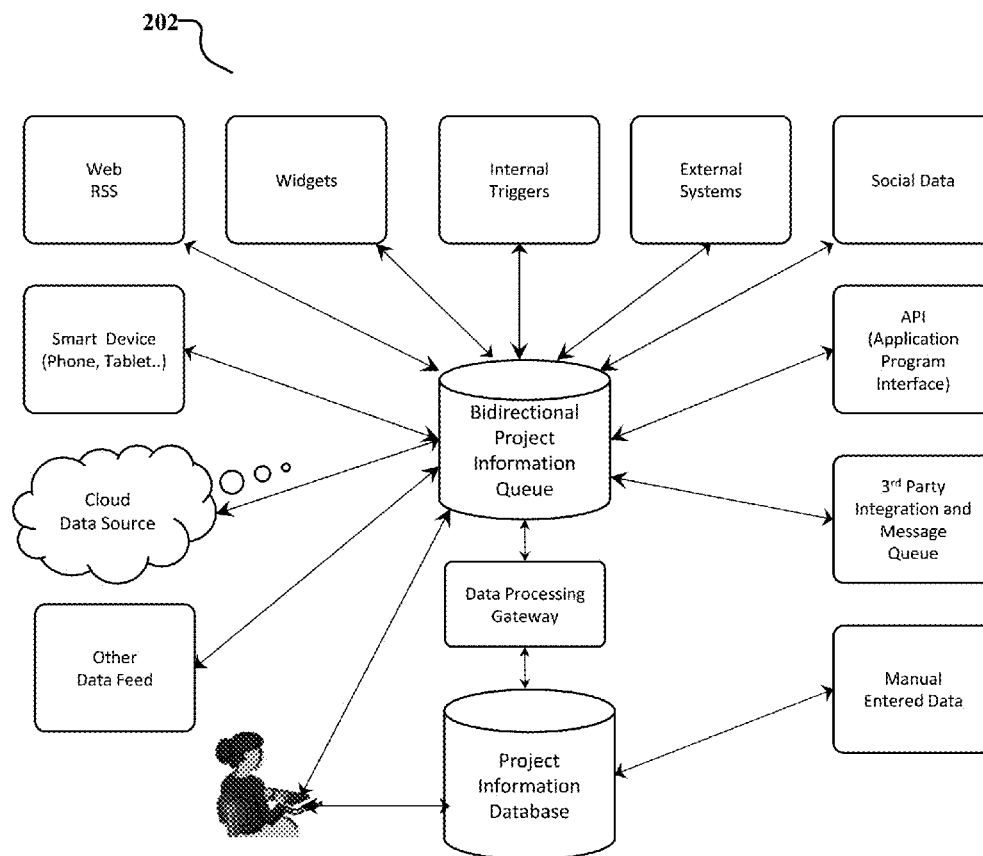 202
Web
RSS
Widgets
Internal
Triggers
External
Systems
Social Data
Smart Device
(Phone, Tablet..)
API
(Application
Program
Interface)
Bidirectional
Project
Information
Queue
Cloud
Data Source
3rd Party
Integration and
Message
Queue
Data Processing
Gateway
Other
Data Feed
Manual
Entered Data
Project
Information
Database